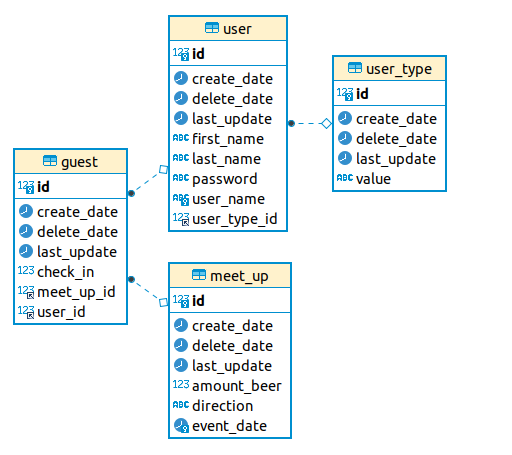 user
123 id
create_date
delete_date
last_update
ABC first_name
ABC last_name
ABC password
ABC user_name
123 user_type_id
user_type
123 id
create_date
delete_date
last_update
ABC value
guest
123 id
create_date
delete_date
last_update
123 check_in
123 meet_up_id
123 user_id
meet_up
123 id
create_date
delete_date
last_update
123 amount_beer
ABC direction
event_date